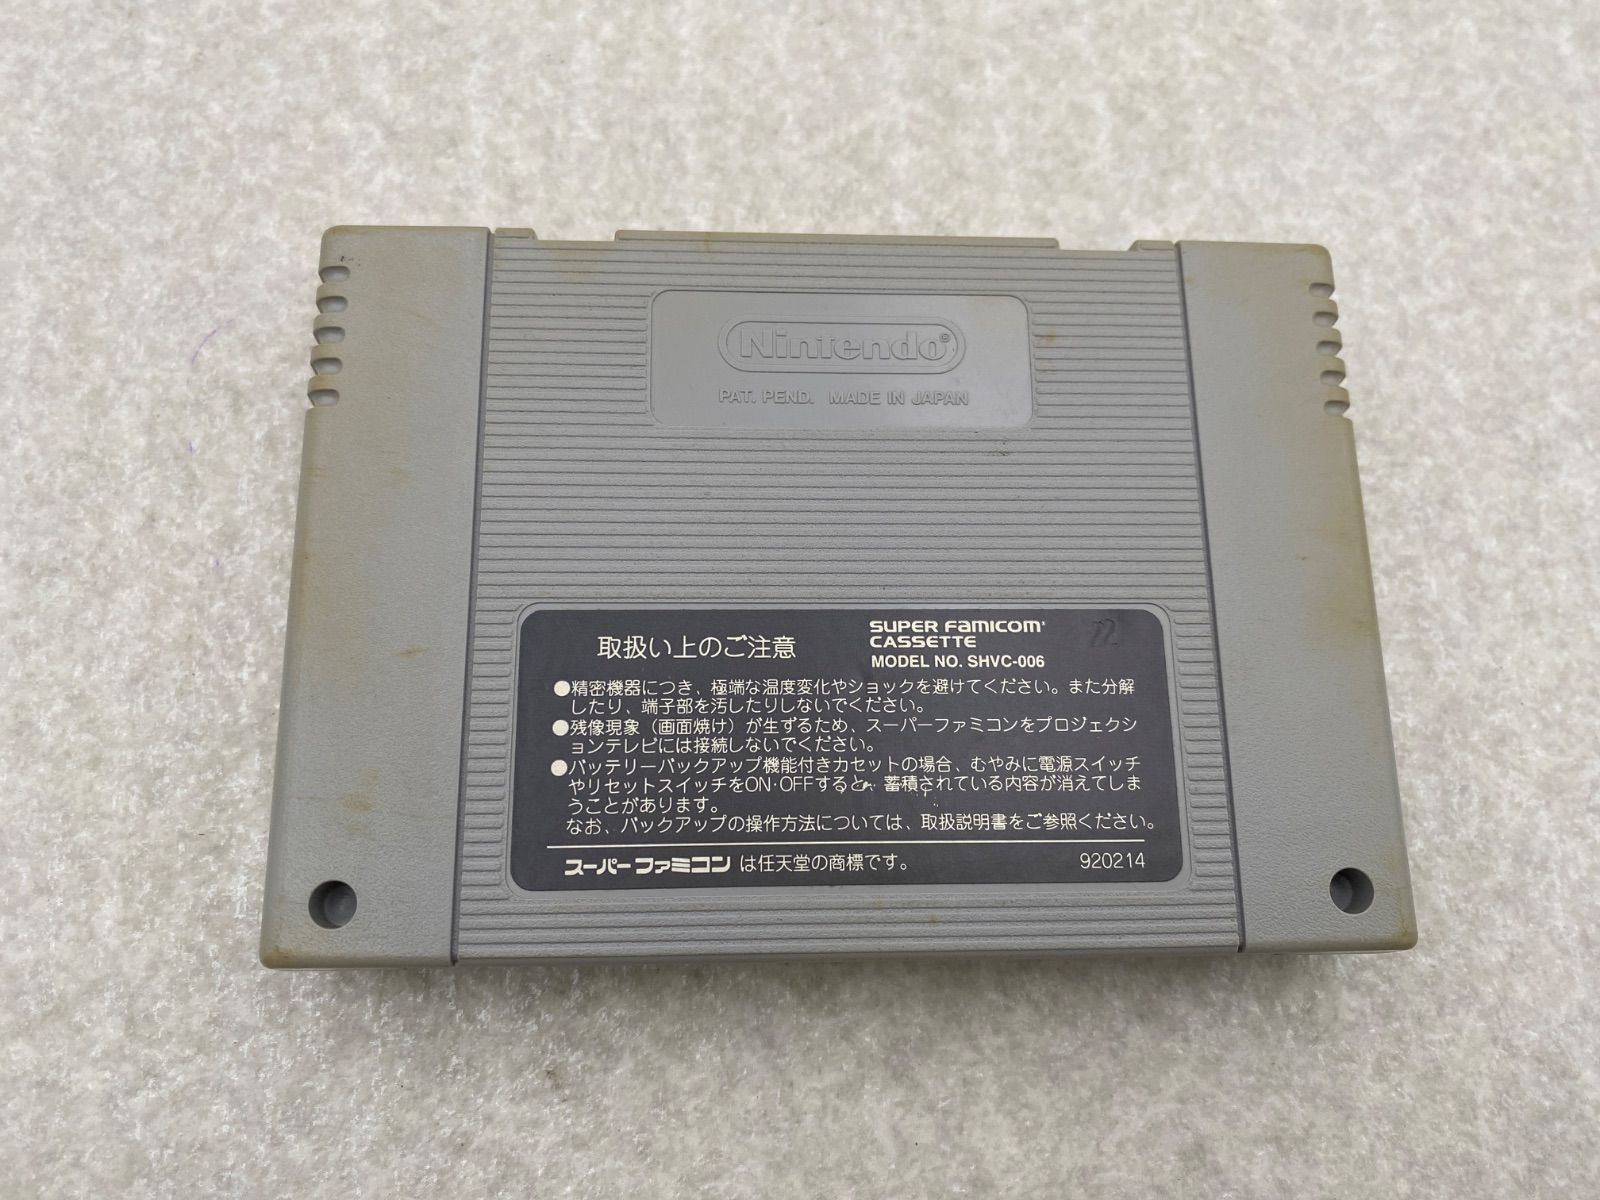 Nintendo®
PAT. PEND. MADE IN JAPAN
取扱い上のご注意
SUPER FAMICOM
CASSETTE
MODEL NO. SHVC-006
22
●精密機器につき、極端な温度変化やショックを避けてください。また分解
したり、端子部を汚したりしないでください。
●残像現象（画面焼け）が生ずるため、スーパーファミコンをプロジェクシ
ョンテレビには接続しないでください。
●バッテリーバックアップ機能付きカセットの場合、むやみに電源スイッチ
やリセットスイッチをON・OFFすると、蓄積されている内容が消えてしま
うことがあります。
なお、バックアップの操作方法については、取扱説明書をご参照ください。
スーパーファミコン は任天堂の商標です。
920214